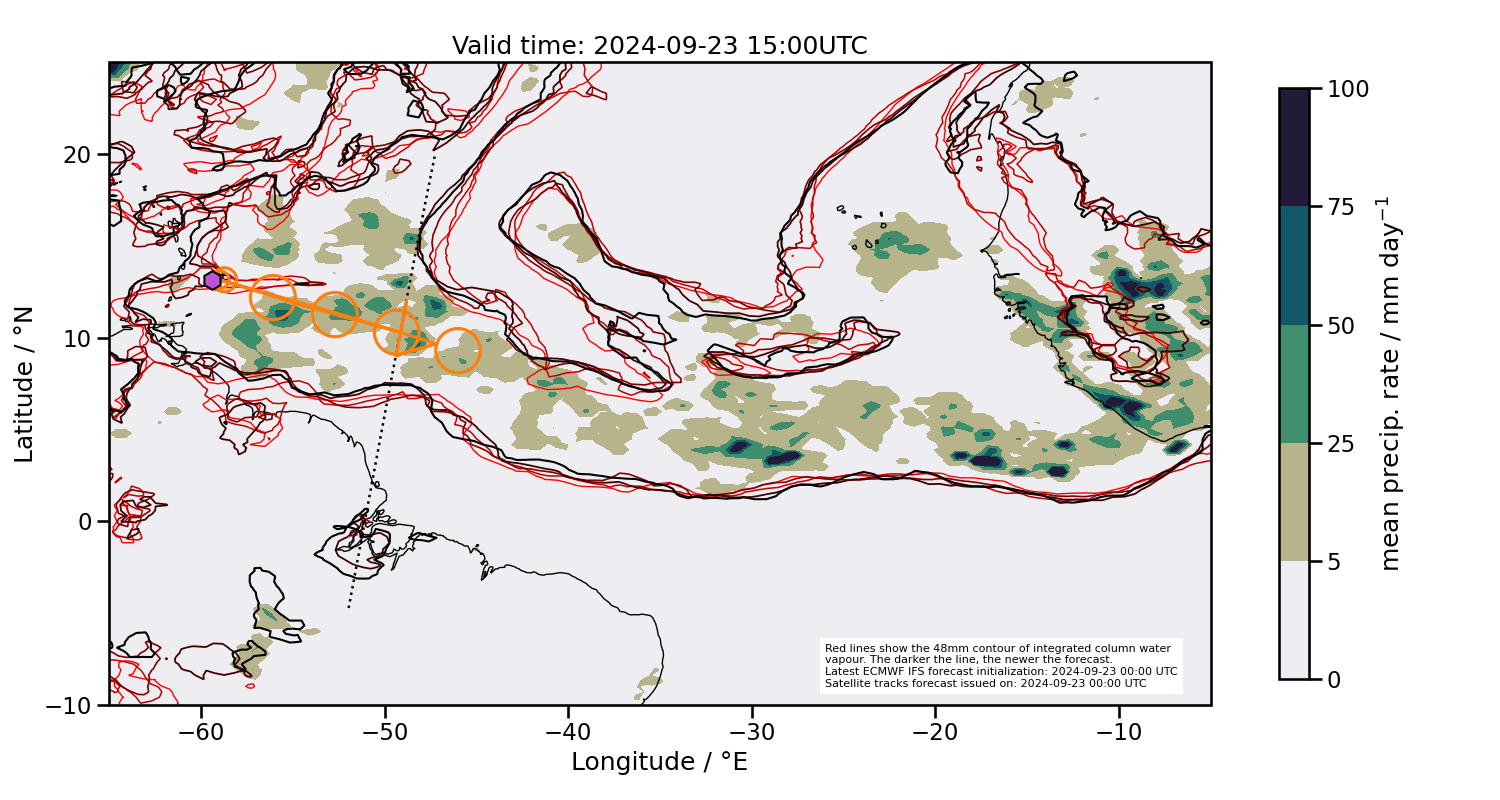 Valid time: 2024-09-23 15:00UTC
20
10
0
−10
Latitude / °N
−60
−50
−40
−30
−20
−10
Longitude / °E
Red lines show the 48mm contour of integrated column water
vapour. The darker the line, the newer the forecast.
Latest ECMWF IFS forecast initialization: 2024-09-23 00:00 UTC
Satellite tracks forecast issued on: 2024-09-23 00:00 UTC
100
75
50
25
5
0
mean precip. rate / mm day⁻¹